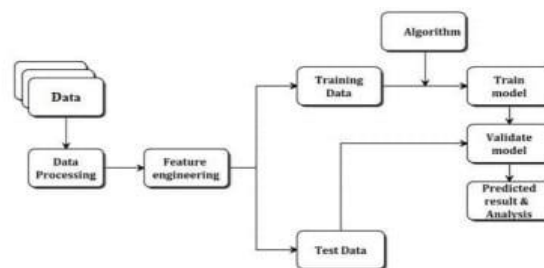 Algorithm
Training
Data
Train
model
Data
Validate
model
Data
Processing
Feature
engineering
Predicted
result &
Analysis
Test Data